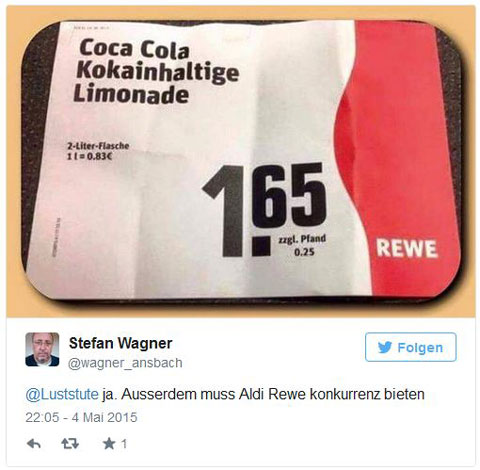 Coca Cola
Kokainhaltige
Limonade
2-Liter-Flasche
1 l = 0.83€
1.65
zzgl. Pfand
0.25
REWE
Stefan Wagner
@wagner_ansbach
Folgen
@Luststute ja. Ausserdem muss Aldi Rewe konkurrenz bieten
22:05 - 4 Mai 2015
1